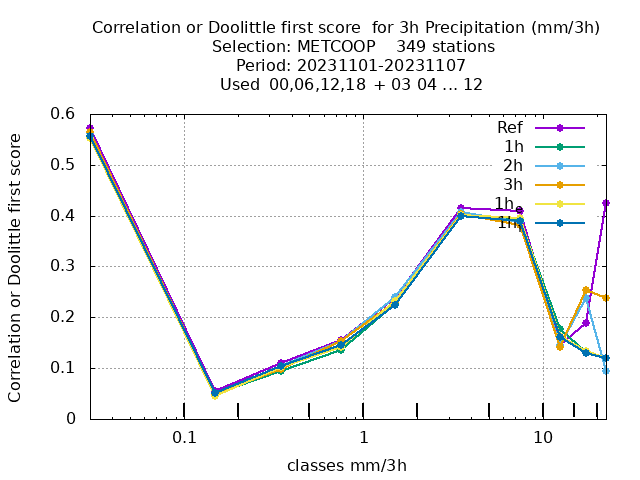 Correlation or Doolittle first score  for 3h Precipitation (mm/3h)
Selection: METCOOP    349 stations
Period: 20231101-20231107
Used  00,06,12,18  + 03 04 ... 12
Correlation or Doolittle first score
0.6
0.5
0.4
0.3
0.2
0.1
0
Ref
1h
2h
3h
1h
1h
0.1
1
10
classes mm/3h